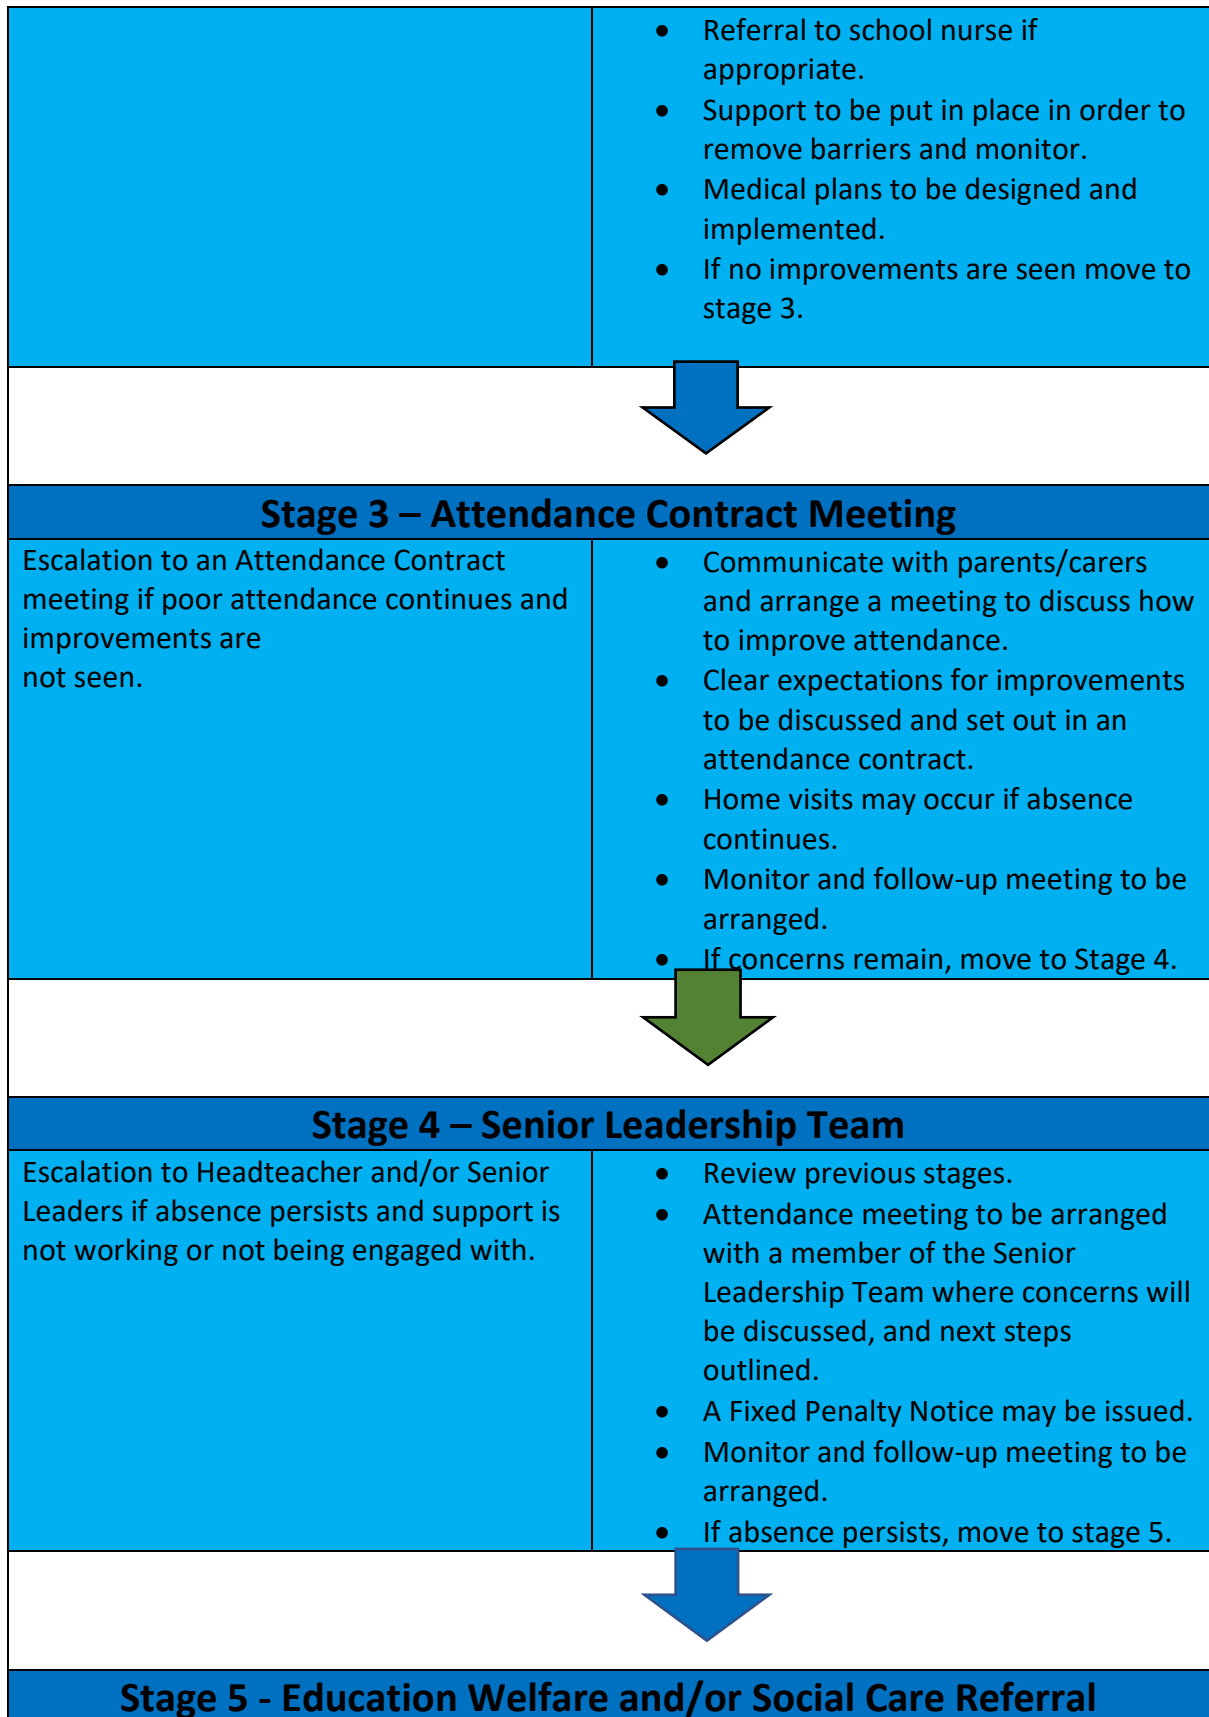 • Referral to school nurse if
appropriate.
• Support to be put in place in order to
remove barriers and monitor.
• Medical plans to be designed and
implemented.
• If no improvements are seen move to
stage 3.
Stage 3 – Attendance Contract Meeting
Escalation to an Attendance Contract
meeting if poor attendance continues and
improvements are
not seen.
• Communicate with parents/carers
and arrange a meeting to discuss how
to improve attendance.
• Clear expectations for improvements
to be discussed and set out in an
attendance contract.
• Home visits may occur if absence
continues.
• Monitor and follow-up meeting to be
arranged.
• If concerns remain, move to Stage 4.
Stage 4 – Senior Leadership Team
Escalation to Headteacher and/or Senior
Leaders if absence persists and support is
not working or not being engaged with.
• Review previous stages.
• Attendance meeting to be arranged
with a member of the Senior
Leadership Team where concerns will
be discussed, and next steps
outlined.
• A Fixed Penalty Notice may be issued.
• Monitor and follow-up meeting to be
arranged.
• If absence persists, move to stage 5.
Stage 5 - Education Welfare and/or Social Care Referral